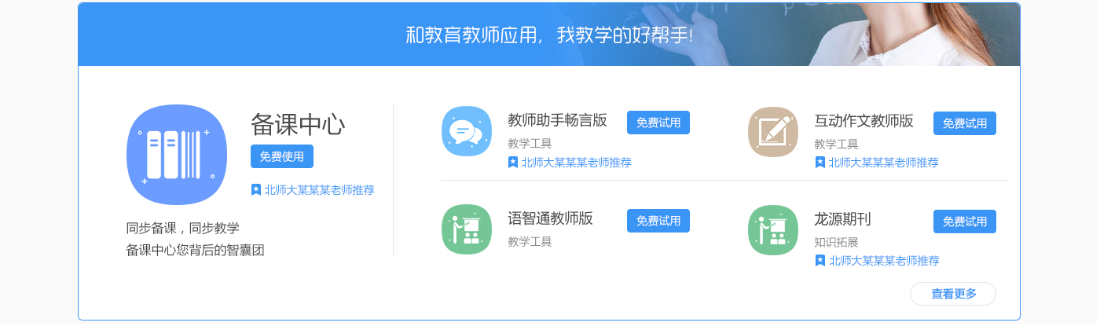 和教育教师应用，我教学的好帮手!
备课中心
免费使用
北师大某某某老师推荐
同步备课，同步教学
备课中心您背后的智囊团
教师助手畅言版
免费试用
教学工具
北师大某某某老师推荐
互动作文教师版
免费试用
教学工具
北师大某某某老师推荐
语智通教师版
免费试用
教学工具
龙源期刊
免费试用
知识拓展
北师大某某某老师推荐
查看更多